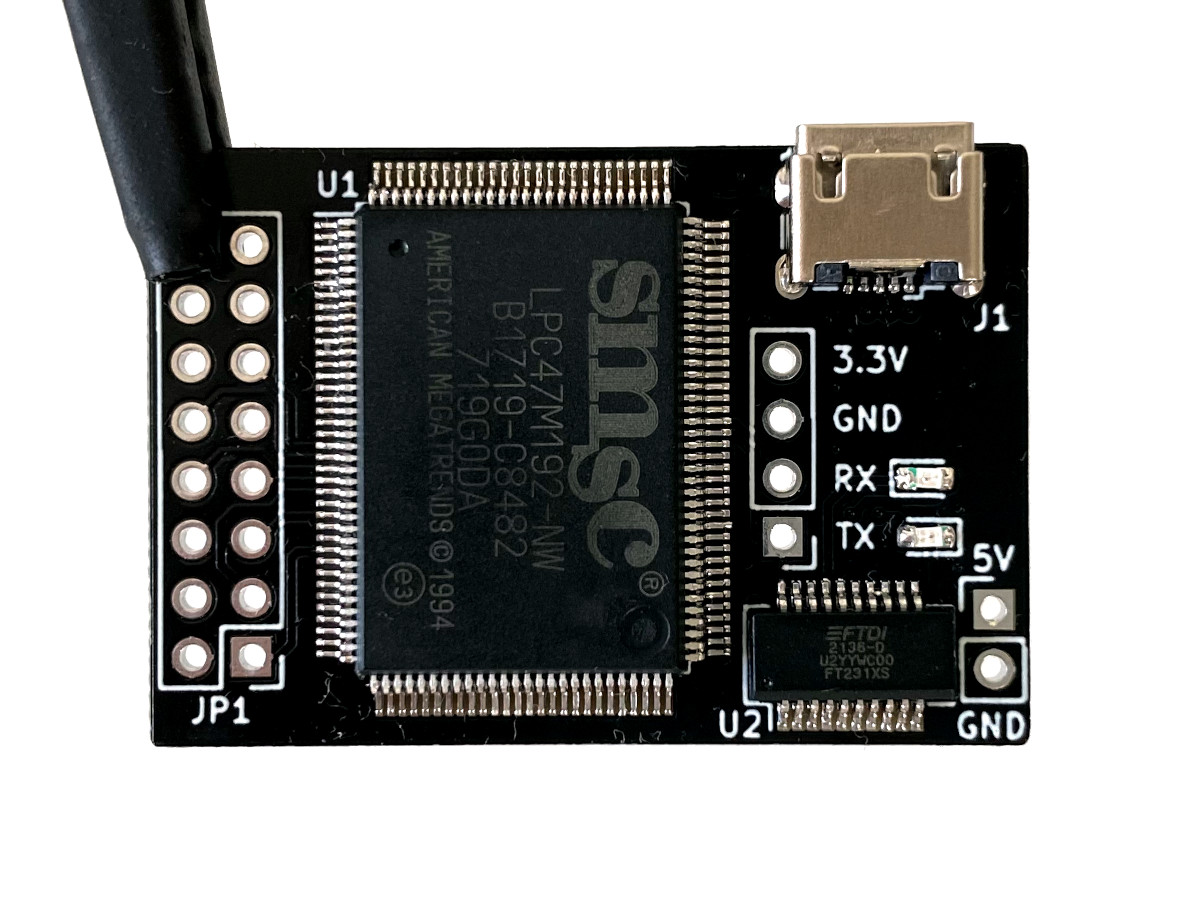 U1
smsc®
LPC47M192-NW
B1719-C8482
719G0DA
AMERICAN MEGATRENDS © 1994
e3
J1
3.3V
GND
RX
TX
5V
FTDI
2136-D
U2YYWC00
FT231XS
JP1
U2
GND